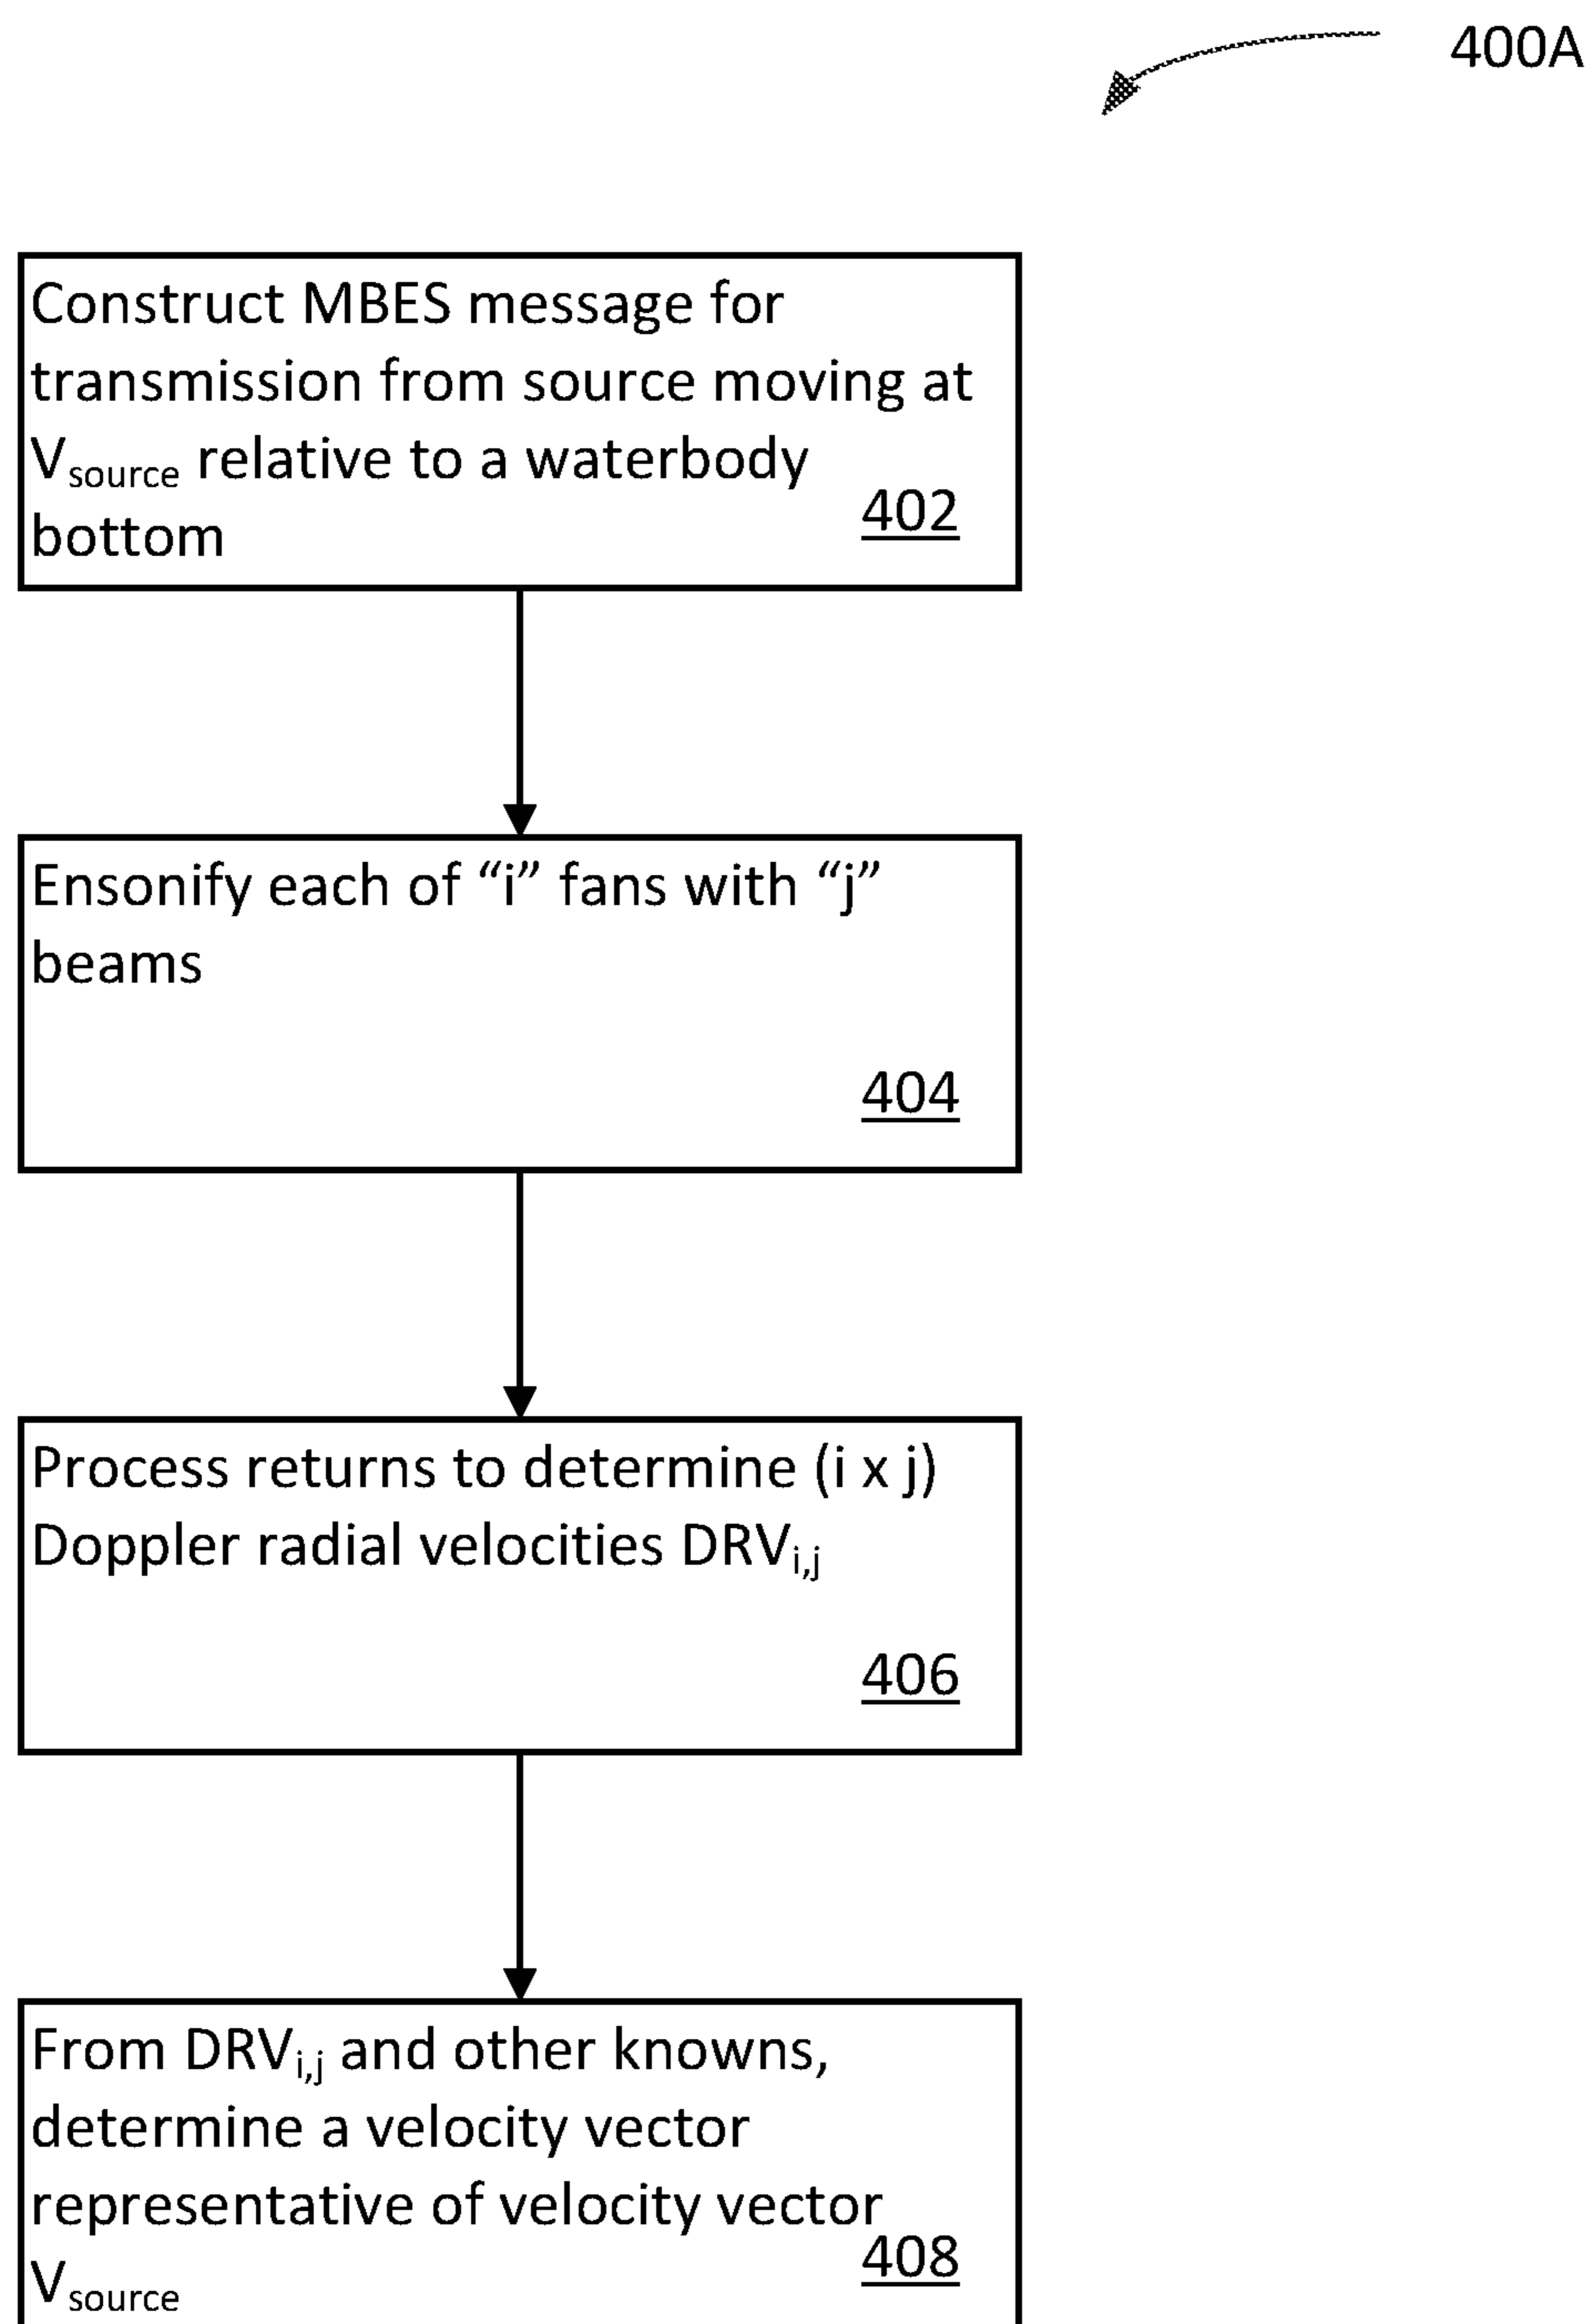 400A
Construct MBES message for
transmission from source moving at
Vsource relative to a waterbody
bottom
402
Ensonify each of “i” fans with “j”
beams
404
Process returns to determine (i x j)
Doppler radial velocities DRVi,j
406
From DRVi,j and other knowns,
determine a velocity vector
representative of velocity vector
Vsource
408